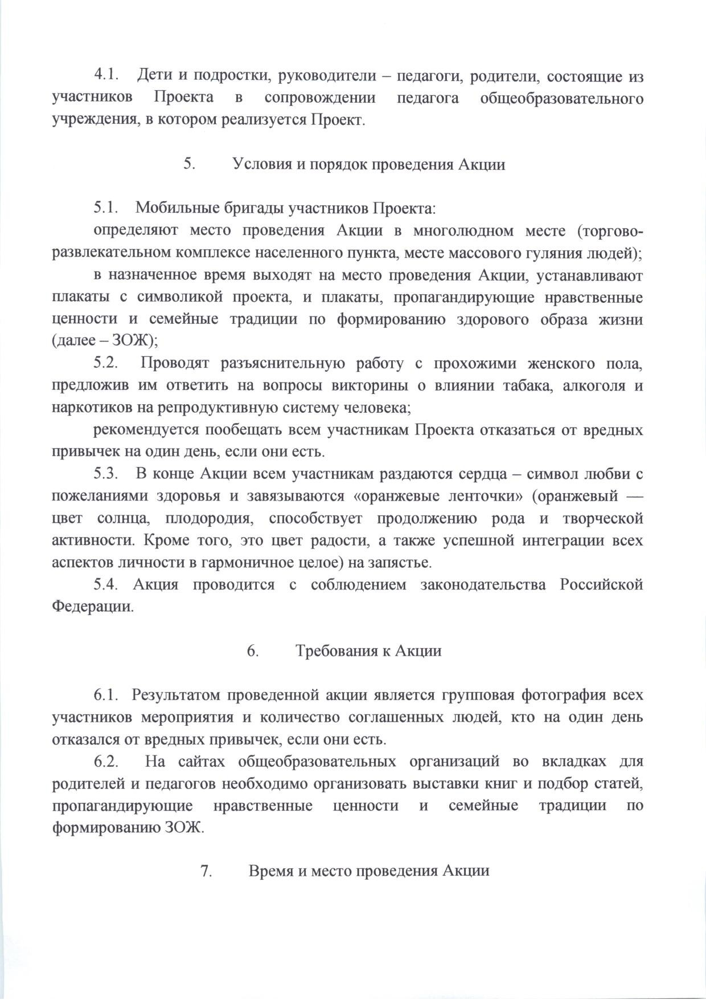 4.1. Дети и подростки, руководители – педагоги, родители, состоящие из
участников Проекта в сопровождении педагога общеобразовательного
учреждения, в котором реализуется Проект.
5. Условия и порядок проведения Акции
5.1. Мобильные бригады участников Проекта:
определяют место проведения Акции в многолюдном месте (торгово-
развлекательном комплексе населенного пункта, месте массового гуляния людей);
в назначенное время выходят на место проведения Акции, устанавливают
плакаты с символикой проекта, и плакаты, пропагандирующие нравственные
ценности и семейные традиции по формированию здорового образа жизни
(далее – ЗОЖ);
5.2. Проводят разъяснительную работу с прохожими женского пола,
предложив им ответить на вопросы викторины о влиянии табака, алкоголя и
наркотиков на репродуктивную систему человека;
рекомендуется пообещать всем участникам Проекта отказаться от вредных
привычек на один день, если они есть.
5.3. В конце Акции всем участникам раздаются сердца – символ любви с
пожеланиями здоровья и завязываются «оранжевые ленточки» (оранжевый —
цвет солнца, плодородия, способствует продолжению рода и творческой
активности. Кроме того, это цвет радости, а также успешной интеграции всех
аспектов личности в гармоничное целое) на запястье.
5.4. Акция проводится с соблюдением законодательства Российской
Федерации.
6. Требования к Акции
6.1. Результатом проведенной акции является групповая фотография всех
участников мероприятия и количество соглашенных людей, кто на один день
отказался от вредных привычек, если они есть.
6.2. На сайтах общеобразовательных организаций во вкладках для
родителей и педагогов необходимо организовать выставки книг и подбор статей,
пропагандирующие нравственные ценности и семейные традиции по
формированию ЗОЖ.
7. Время и место проведения Акции